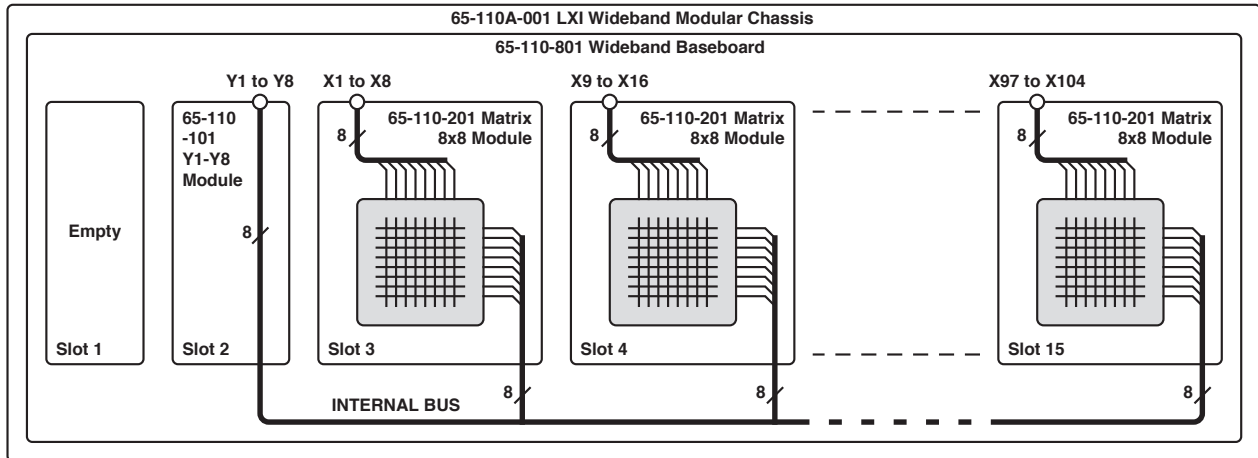 65-110A-001 LXI Wideband Modular Chassis
65-110-801 Wideband Baseboard
Y1 to Y8
X1 to X8
X9 to X16
X97 to X104
Empty
Slot 1
65-110
-101
Y1-Y8
Module
8
Slot 2
8
65-110-201 Matrix
8x8 Module
Slot 3
8
65-110-201 Matrix
8x8 Module
Slot 4
8
65-110-201 Matrix
8x8 Module
Slot 15
8
8
8
INTERNAL BUS